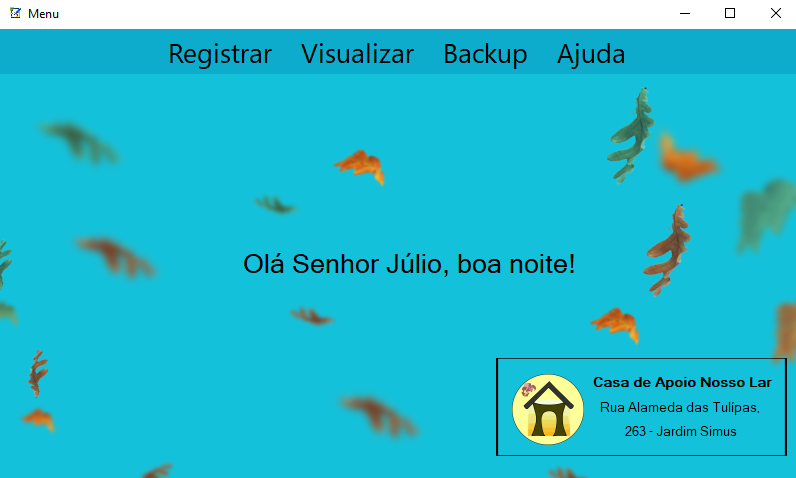 Menu
Registrar Visualizar Backup Ajuda
Olá Senhor Júlio, boa noite!
Casa de Apoio Nosso Lar
Rua Alameda das Tulípas,
263 - Jardim Simus